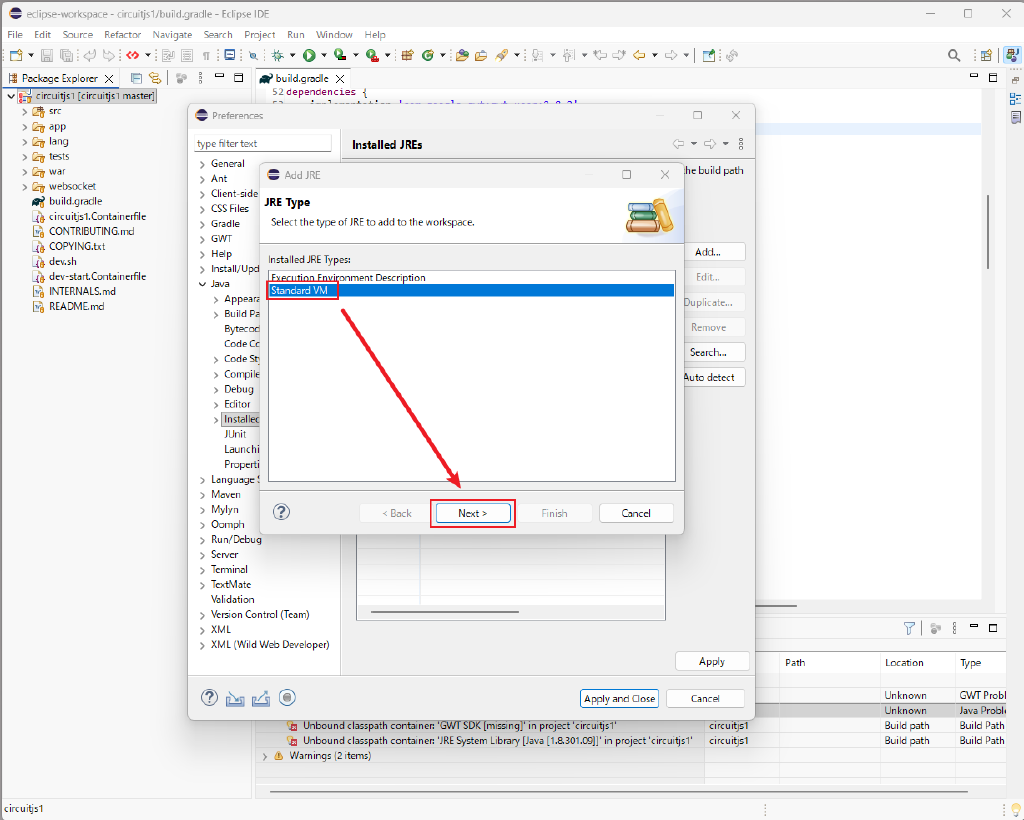 eclipse-workspace - circuitjs1/build.gradle - Eclipse IDE
File Edit Source Refactor Navigate Search Project Run Window Help
Package Explorer
build.gradle
circuitjs1 [circuitjs1 master]
src
app
lang
tests
war
websocket
build.gradle
circuitjs1.Containerfile
CONTRIBUTING.md
COPYING.txt
dev.sh
dev-start.Containerfile
INTERNALS.md
README.md
52 dependencies {
Preferences
type filter text
Installed JREs
General
Ant
Client-side
CSS Files
Gradle
GWT
Help
Install/Upd
Java
Appeara
Build Pa
Bytecod
Code Co
Code Sty
Compile
Debug
Editor
Installed
JUnit
Launchi
Properti
Language S
Maven
Mylyn
Oomph
Run/Debug
Server
Terminal
TextMate
Validation
Version Control (Team)
XML
XML (Wild Web Developer)
the build path
Add...
Edit...
Duplicate...
Remove
Search...
Auto detect
Apply
Apply and Close
Cancel
Add JRE
JRE Type
Select the type of JRE to add to the workspace.
Installed JRE Types:
Execution Environment Description
Standard VM
< Back
Next >
Finish
Cancel
Path Location Type
Unknown GWT Probl
Unknown Java Proble
Unbound classpath container: 'GWT SDK [missing]' in project 'circuitjs1' circuitjs1 Build path Build Path
Unbound classpath container: 'JRE System Library [Java [1.8.301.09]]' in project 'circuitjs1' circuitjs1 Build path Build Path
Warnings (2 items)
circuitjs1